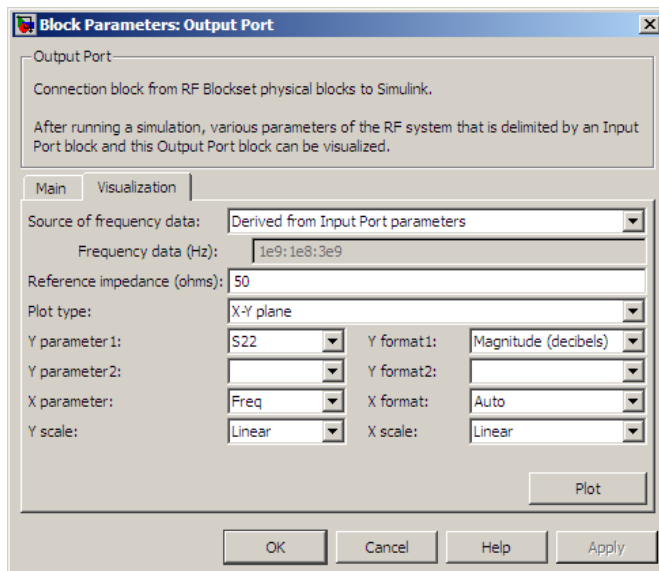 Block Parameters: Output Port
Output Port
Connection block from RF Blockset physical blocks to Simulink.
After running a simulation, various parameters of the RF system that is delimited by an Input
Port block and this Output Port block can be visualized.
Main Visualization
Source of frequency data: Derived from Input Port parameters
Frequency data (Hz): 1e9:1e8:3e9
Reference impedance (ohms): 50
Plot type: X-Y plane
Y parameter1: S22 Y format1: Magnitude (decibels)
Y parameter2: Y format2:
X parameter: Freq X format: Auto
Y scale: Linear X scale: Linear
Plot
OK Cancel Help Apply